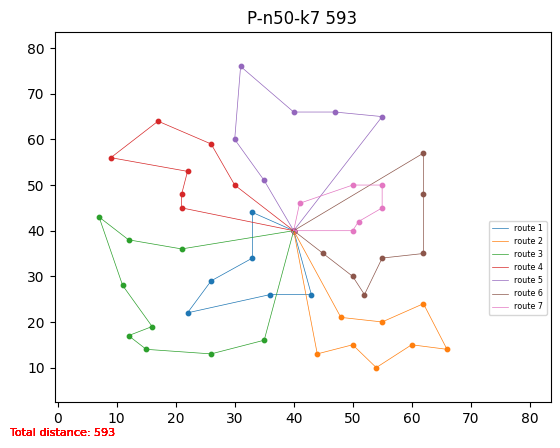 P-n50-k7 593
80
70
60
50
40
30
20
10
0 10 20 30 40 50 60 70 80
route 1
route 2
route 3
route 4
route 5
route 6
route 7
Total distance: 593